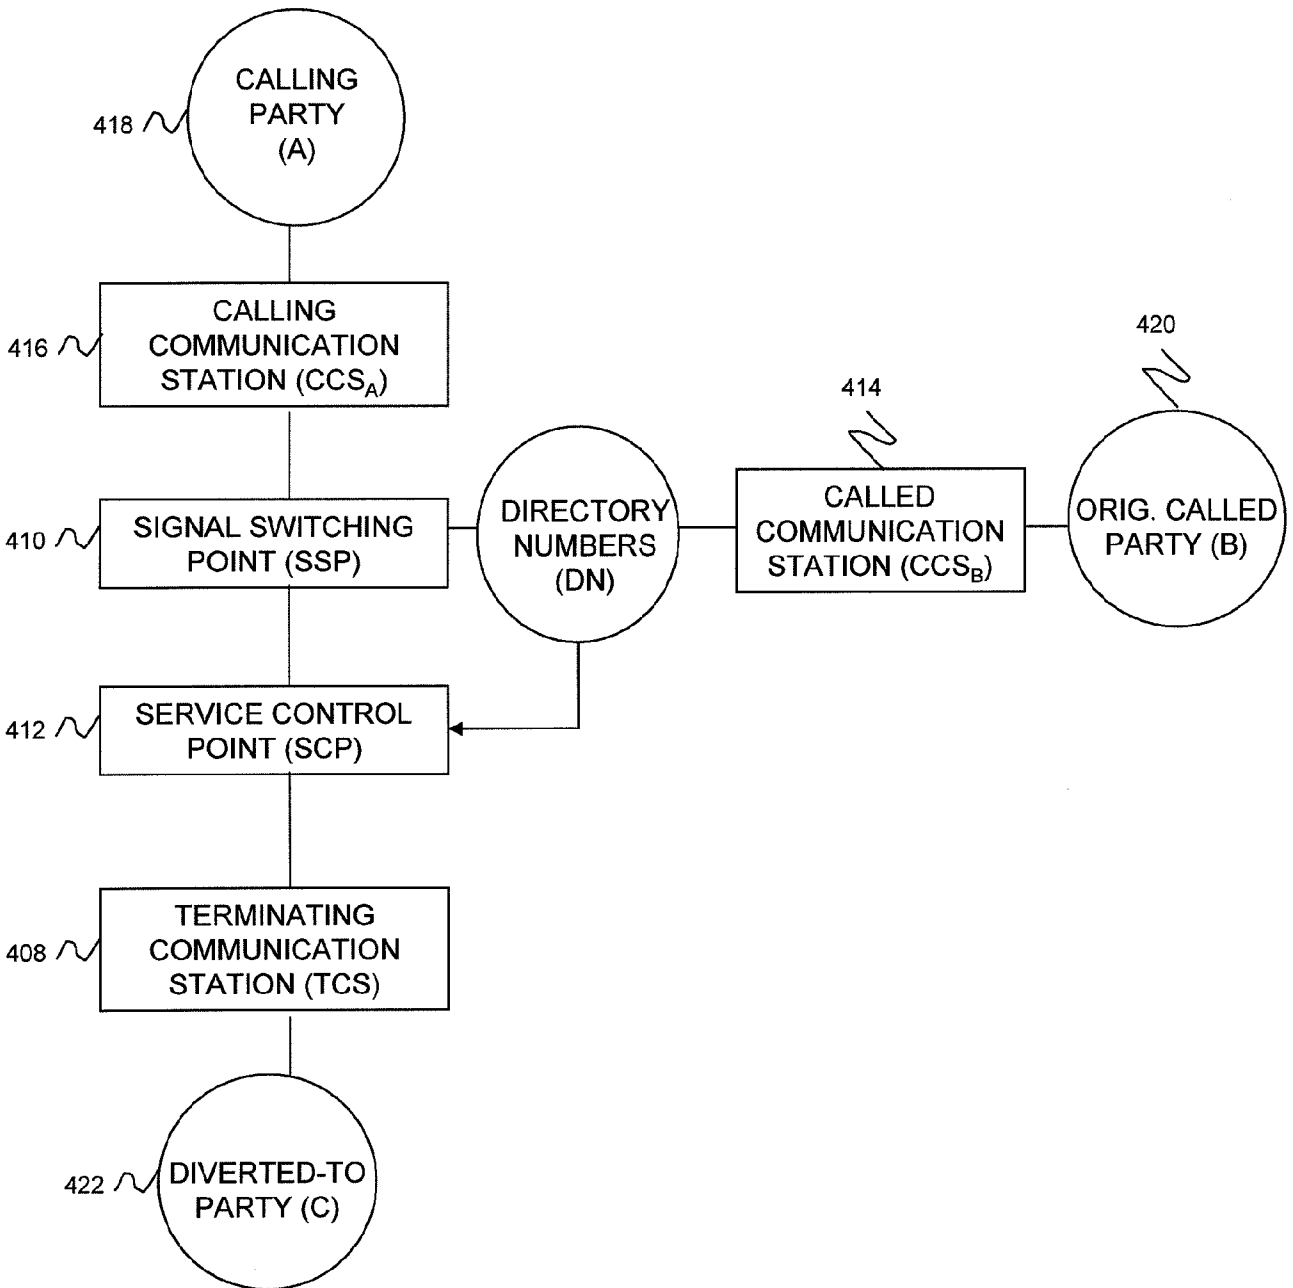 CALLING
PARTY
(A)
418
CALLING
COMMUNICATION
STATION (CCSA)
416
420
414
SIGNAL SWITCHING
POINT (SSP)
410
DIRECTORY
NUMBERS
(DN)
CALLED
COMMUNICATION
STATION (CCSB)
ORIG. CALLED
PARTY (B)
SERVICE CONTROL
POINT (SCP)
412
TERMINATING
COMMUNICATION
STATION (TCS)
408
DIVERTED-TO
PARTY (C)
422